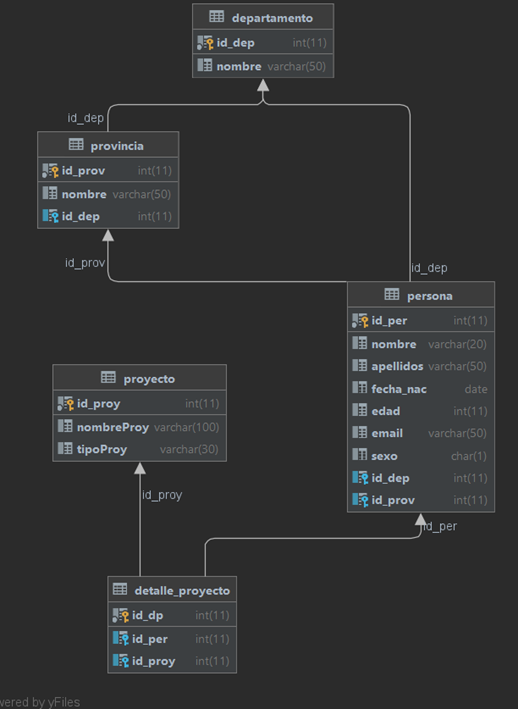 departamento
id_dep int(11)
nombre varchar(50)
id_dep
provincia
id_prov int(11)
nombre varchar(50)
id_dep int(11)
id_prov
id_dep
persona
id_per int(11)
nombre varchar(20)
apellidos varchar(50)
fecha_nac date
edad int(11)
email varchar(50)
sexo char(1)
id_dep int(11)
id_prov int(11)
proyecto
id_proy int(11)
nombreProy varchar(100)
tipoProy varchar(30)
id_proy
id_per
detalle_proyecto
id_dp int(11)
id_per int(11)
id_proy int(11)
wered by yFiles